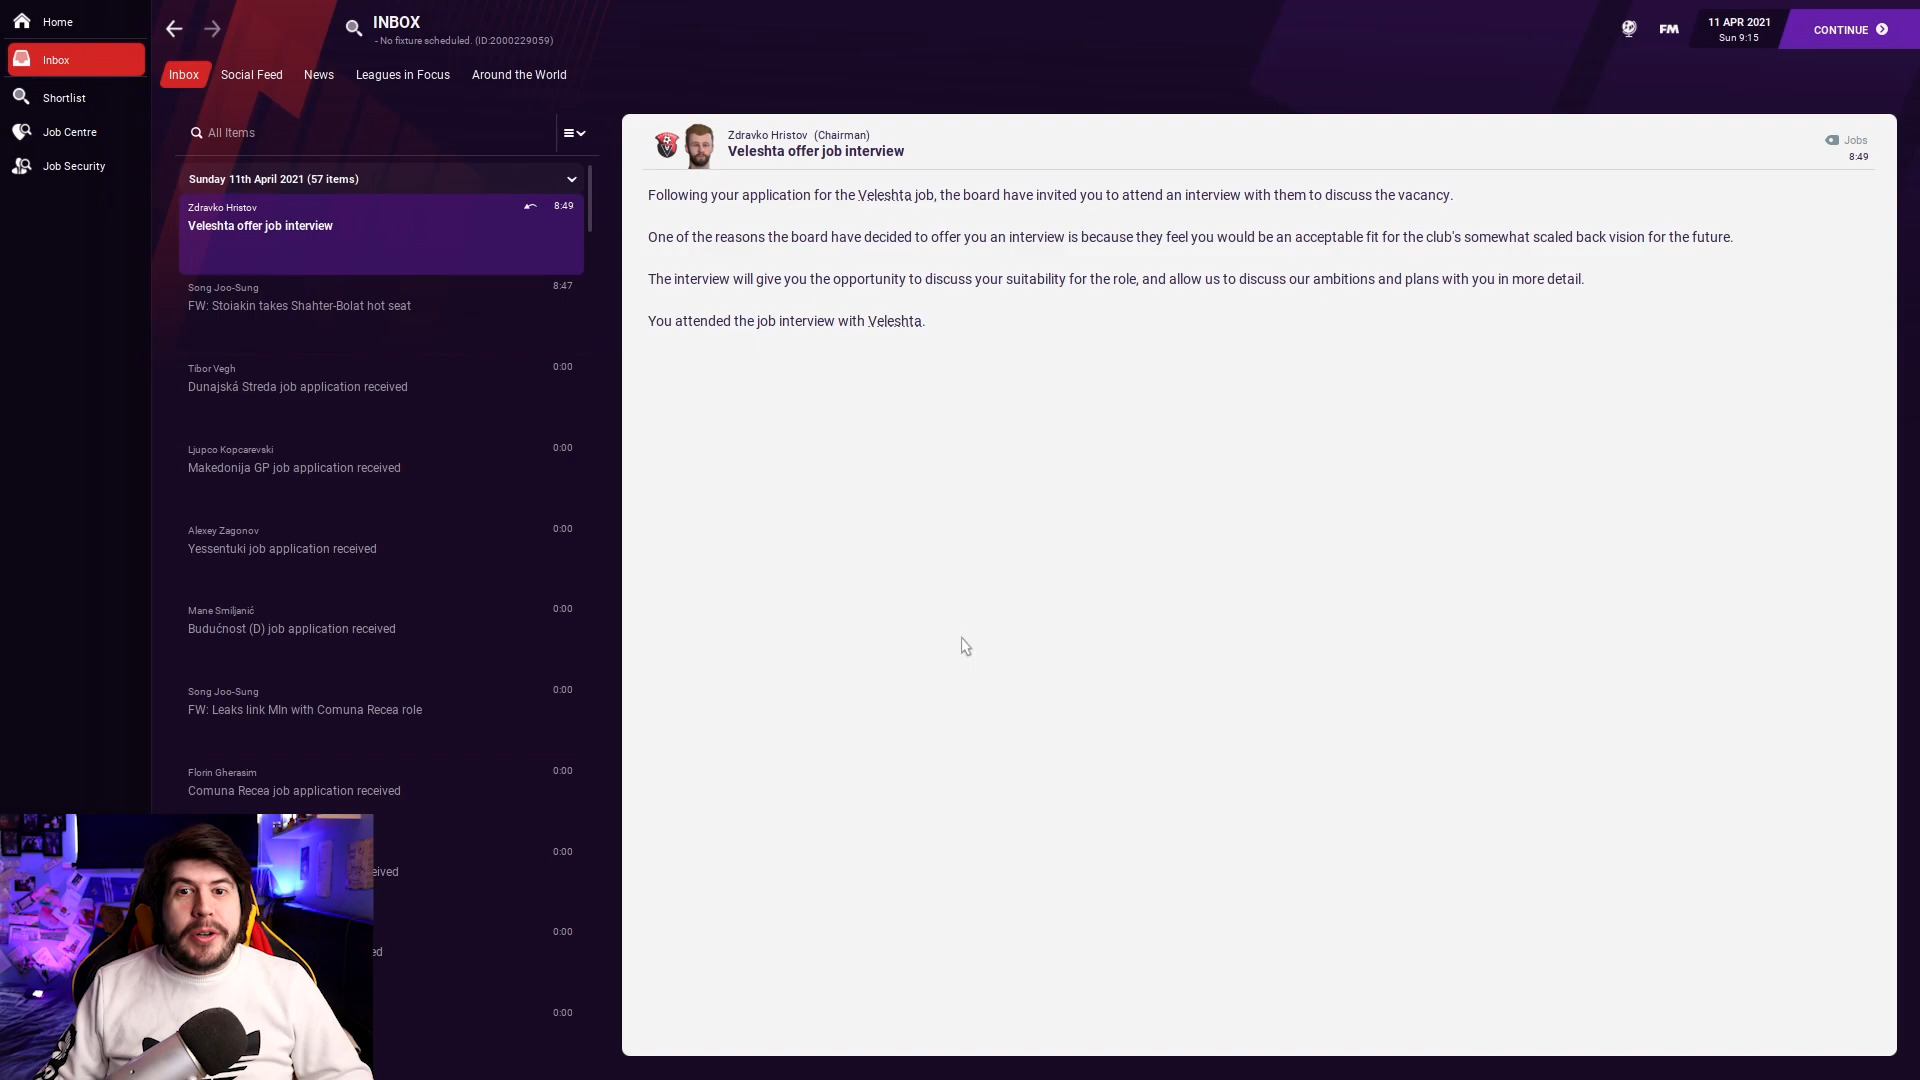 Home
Inbox
Shortlist
Job Centre
Job Security
INBOX
- No fixture scheduled. (ID:2000229059)
FM
11 APR 2021
Sun 9:15
CONTINUE
Inbox
Social Feed
News
Leagues in Focus
Around the World
All Items
Sunday 11th April 2021 (57 items)
Zdravko Hristov
8:49
Veleshta offer job interview
Song Joo-Sung
8:47
FW: Stoiakin takes Shahter-Bolat hot seat
Tibor Vegh
0:00
Dunajská Streda job application received
Ljupco Kopcarevski
0:00
Makedonija GP job application received
Alexey Zagonov
0:00
Yessentuki job application received
Mane Smiljanić
0:00
Budućnost (D) job application received
Song Joo-Sung
0:00
FW: Leaks link Mln with Comuna Recea role
Florin Gherasim
0:00
Comuna Recea job application received
0:00
eived
0:00
ed
0:00
Zdravko Hristov (Chairman)
Veleshta offer job interview
Jobs
8:49
Following your application for the Veleshta job, the board have invited you to attend an interview with them to discuss the vacancy.
One of the reasons the board have decided to offer you an interview is because they feel you would be an acceptable fit for the club's somewhat scaled back vision for the future.
The interview will give you the opportunity to discuss your suitability for the role, and allow us to discuss our ambitions and plans with you in more detail.
You attended the job interview with Veleshta.